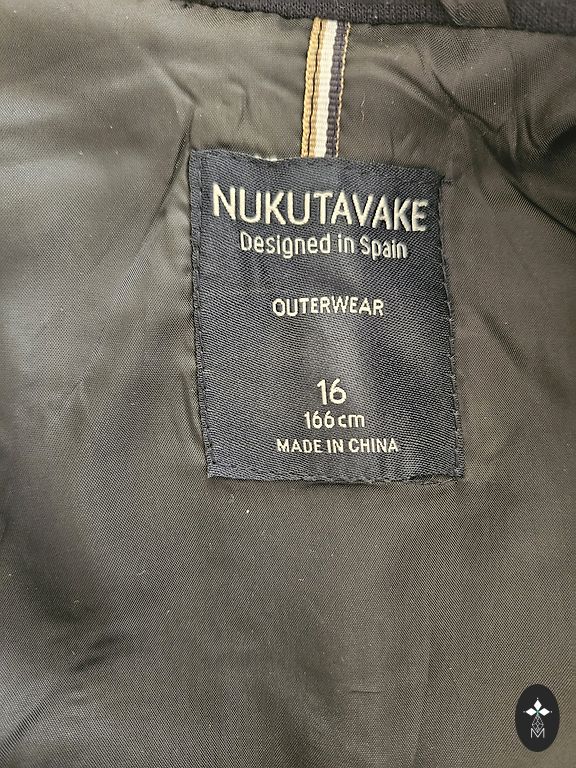 NUKUTAVAKE
Designed in Spain
OUTERWEAR
16
166cm
MADE IN CHINA